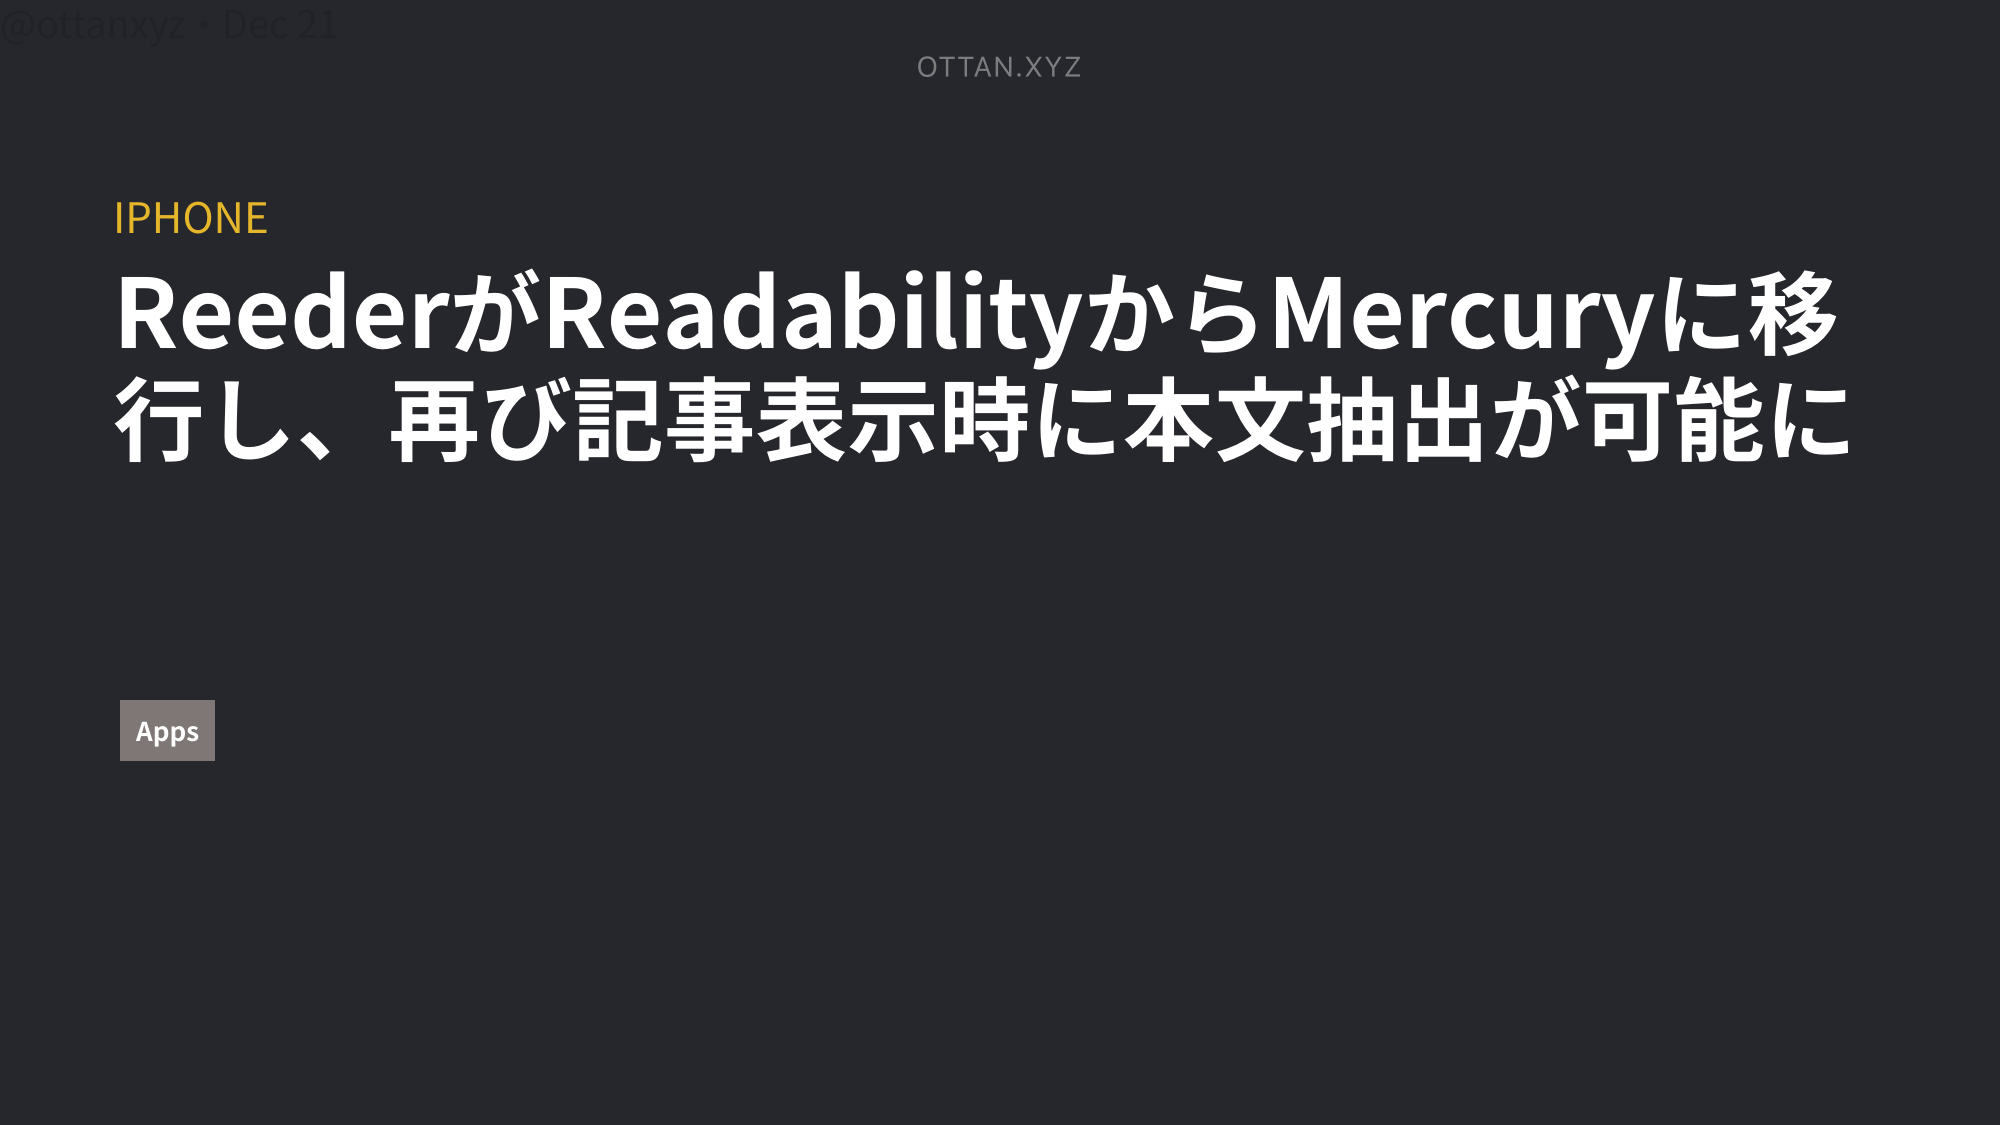 @ottanxyz・Dec 21
OTTAN.XYZ
IPHONE
ReederがReadabilityからMercuryに移
行し、再び記事表示時に本文抽出が可能に
Apps